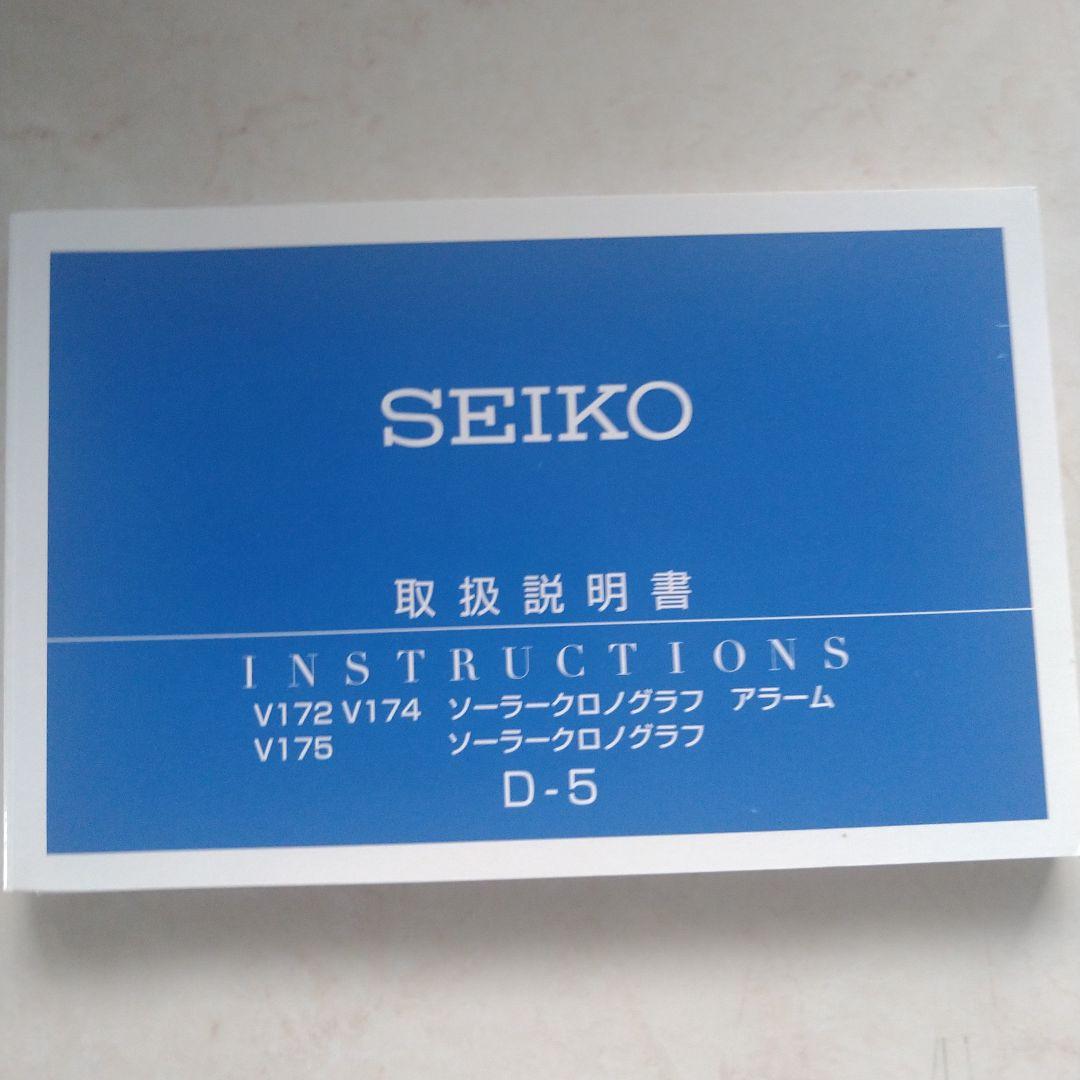 SEIKO
取扱説明書
INSTRUCTIONS
V172 V174 ソーラークロノグラフ アラーム
V175 ソーラークロノグラフ
D-5